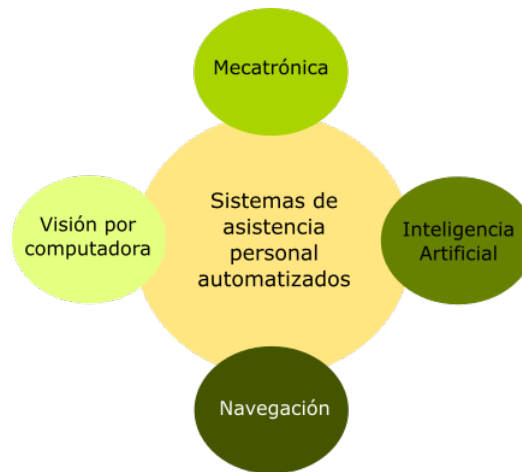 Mecatrónica
Visión por
computadora
Sistemas de
asistencia
personal
automatizados
Inteligencia
Artificial
Navegación